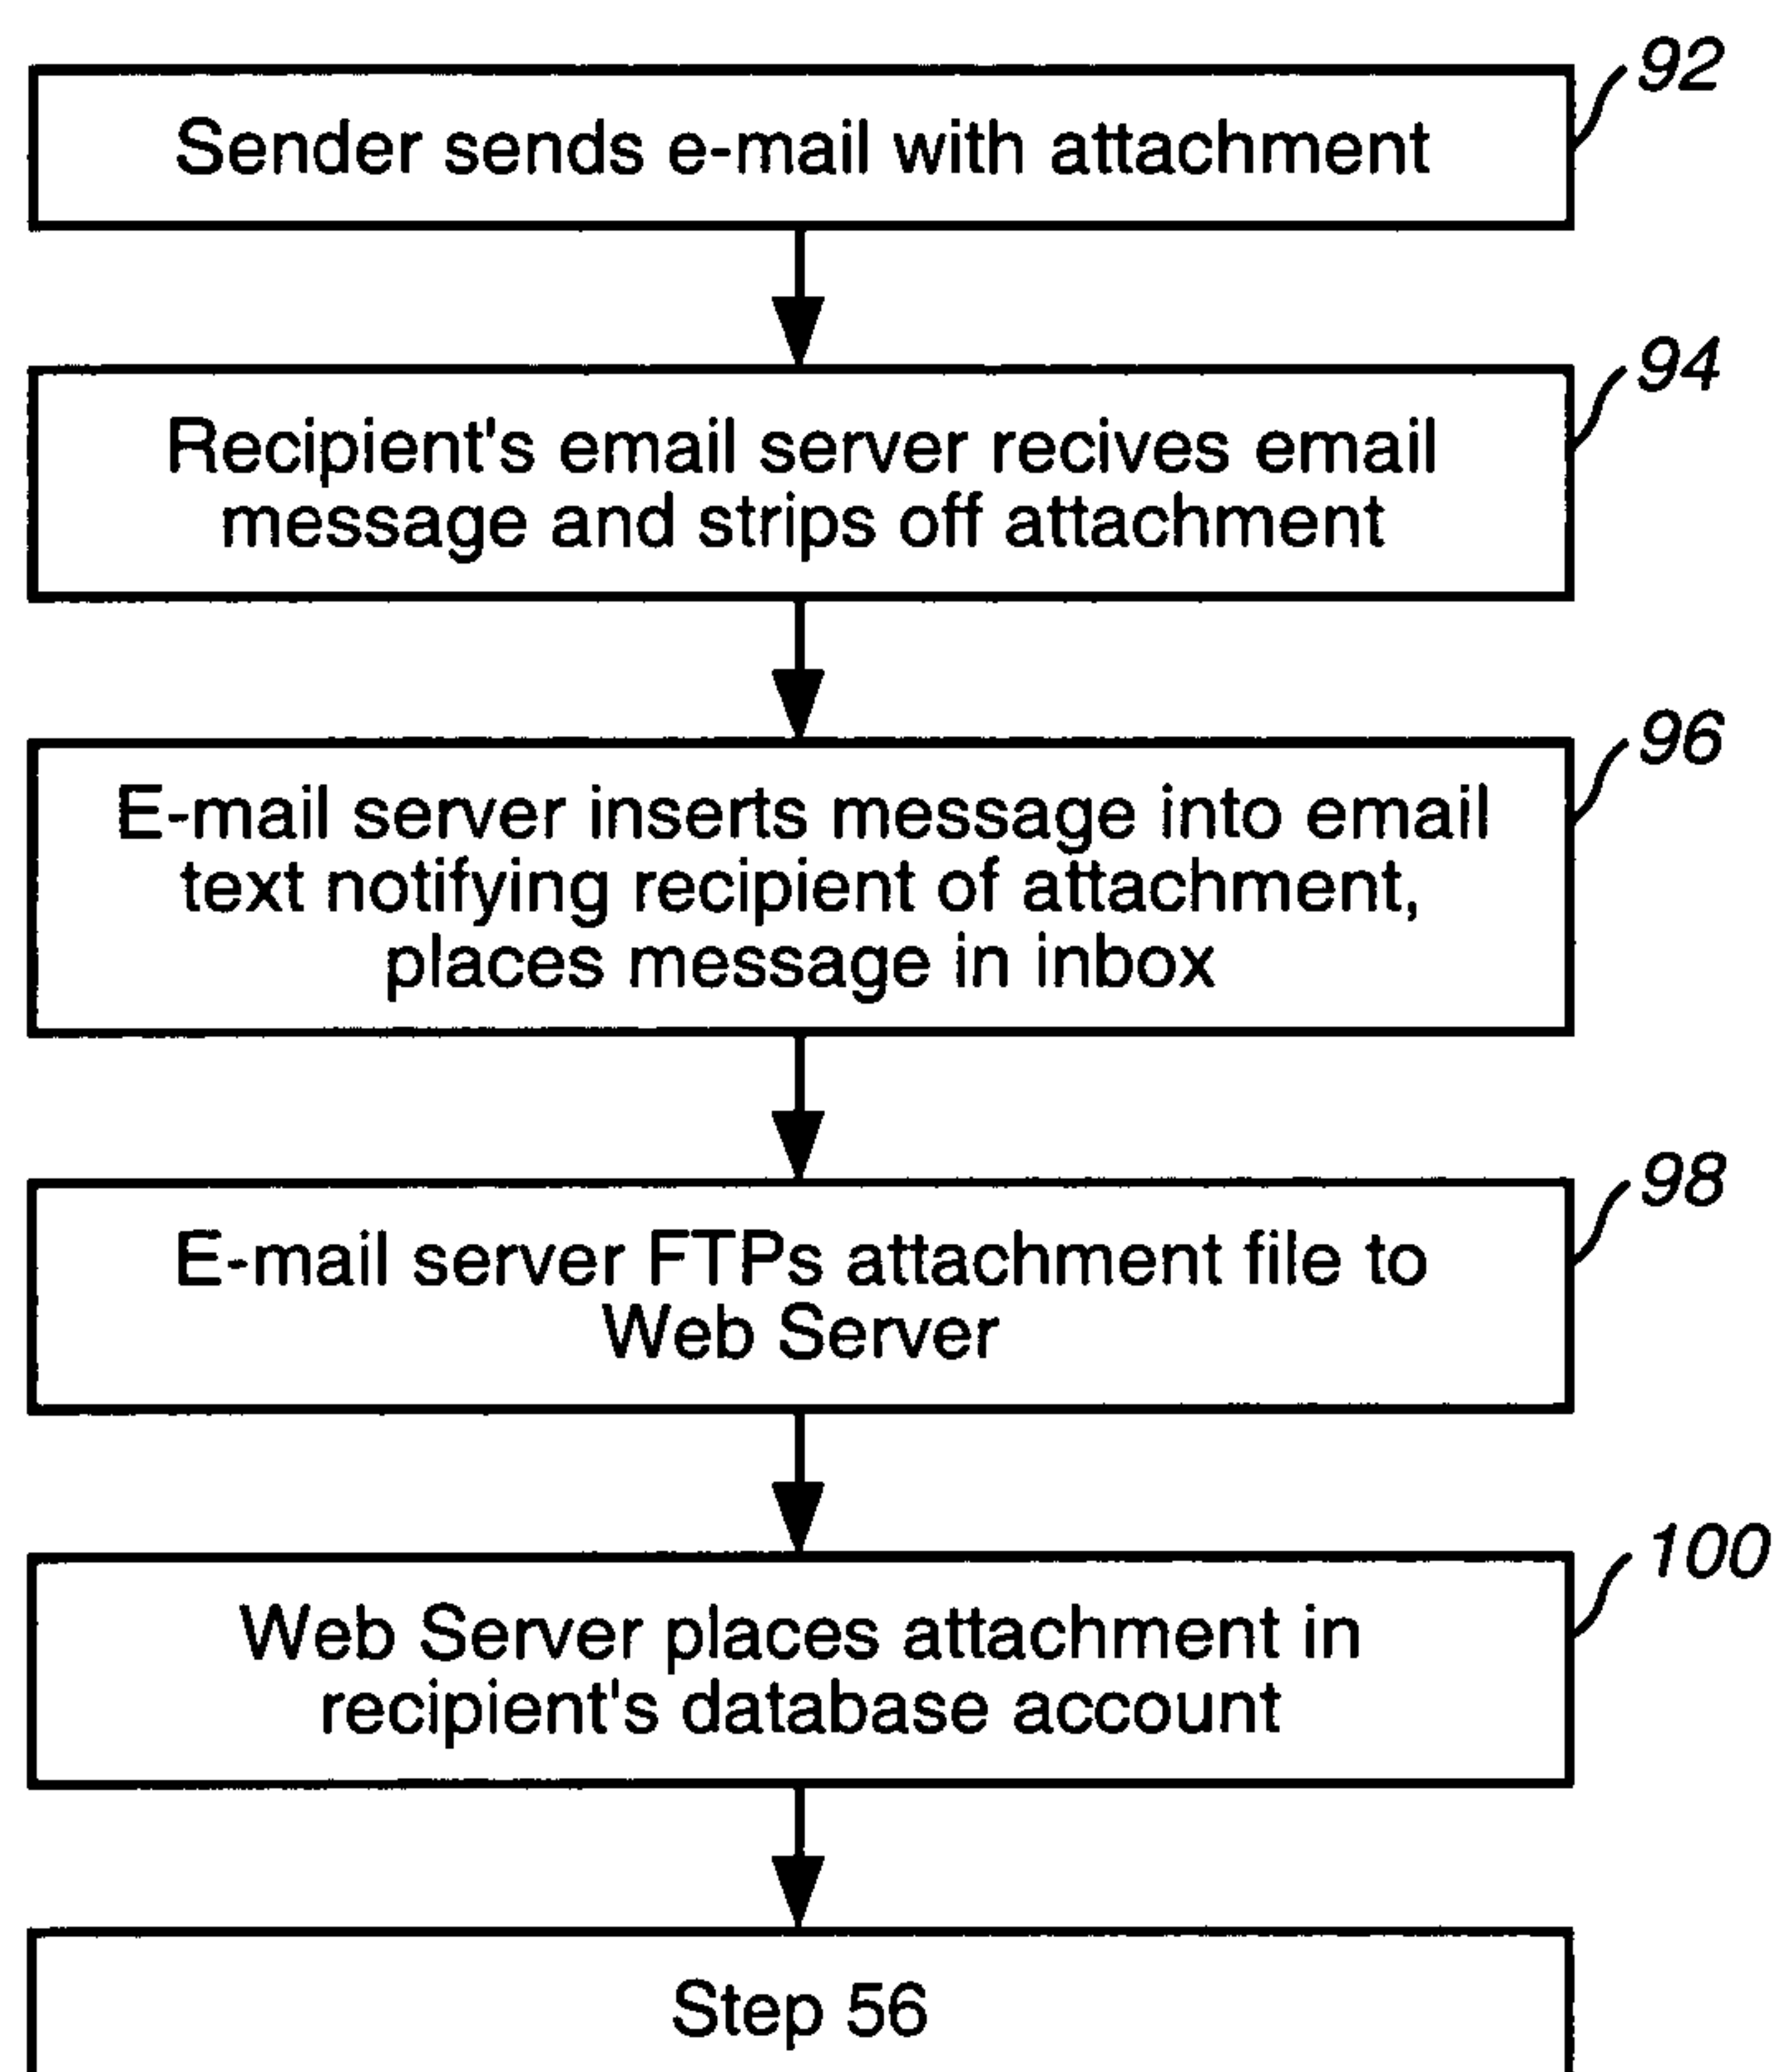 92
Sender sends e-mail with attachment
94
Recipient's email server recives email
message and strips off attachment
96
E-mail server inserts message into email
text notifying recipient of attachment,
places message in inbox
98
E-mail server FTPs attachment file to
Web Server
100
Web Server places attachment in
recipient's database account
Step 56